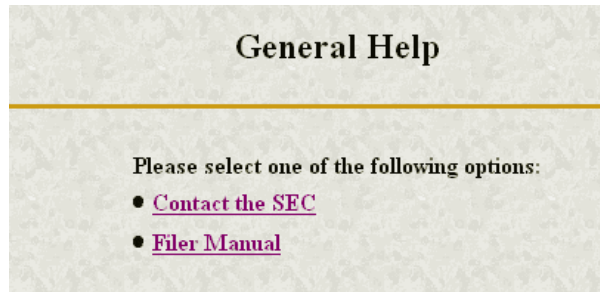 General Help
Please select one of the following options:
Contact the SEC
Filer Manual